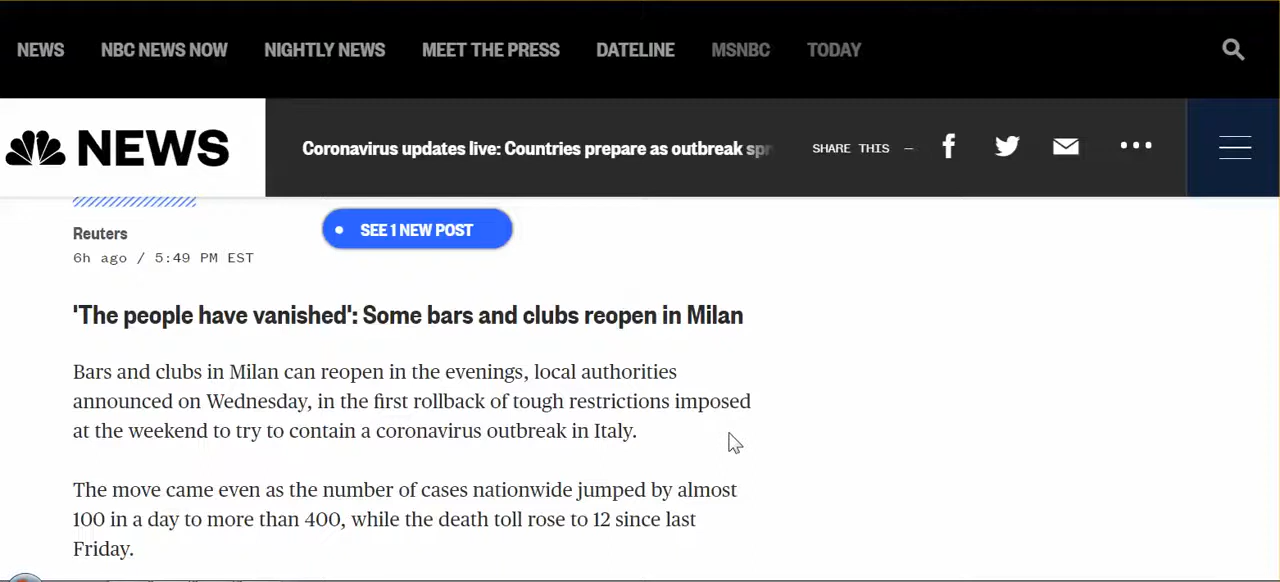 NEWS NBC NEWS NOW NIGHTLY NEWS MEET THE PRESS DATELINE MSNBC TODAY
NEWS Coronavirus updates live: Countries prepare as outbreak SHARE THIS —
SEE 1 NEW POST
Reuters
6h ago / 5:49 PM EST
'The people have vanished': Some bars and clubs reopen in Milan
Bars and clubs in Milan can reopen in the evenings, local authorities
announced on Wednesday, in the first rollback of tough restrictions imposed
at the weekend to try to contain a coronavirus outbreak in Italy.
The move came even as the number of cases nationwide jumped by almost
100 in a day to more than 400, while the death toll rose to 12 since last
Friday.